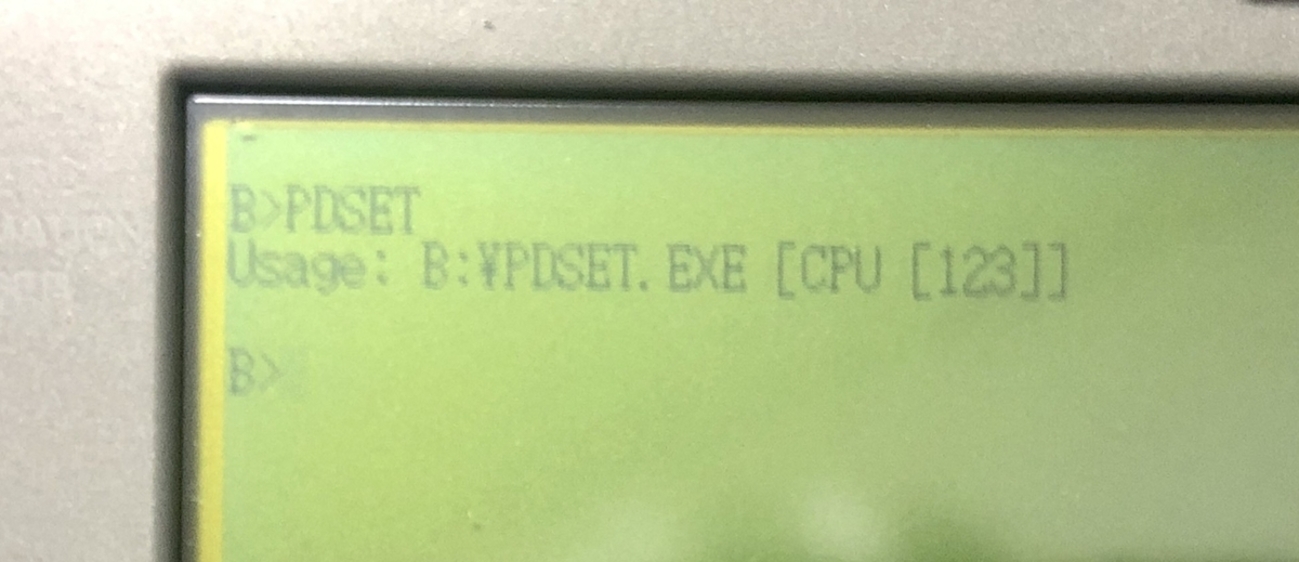 B>PDSET
Usage: B:¥PDSET.EXE [CPU [123]]
B>